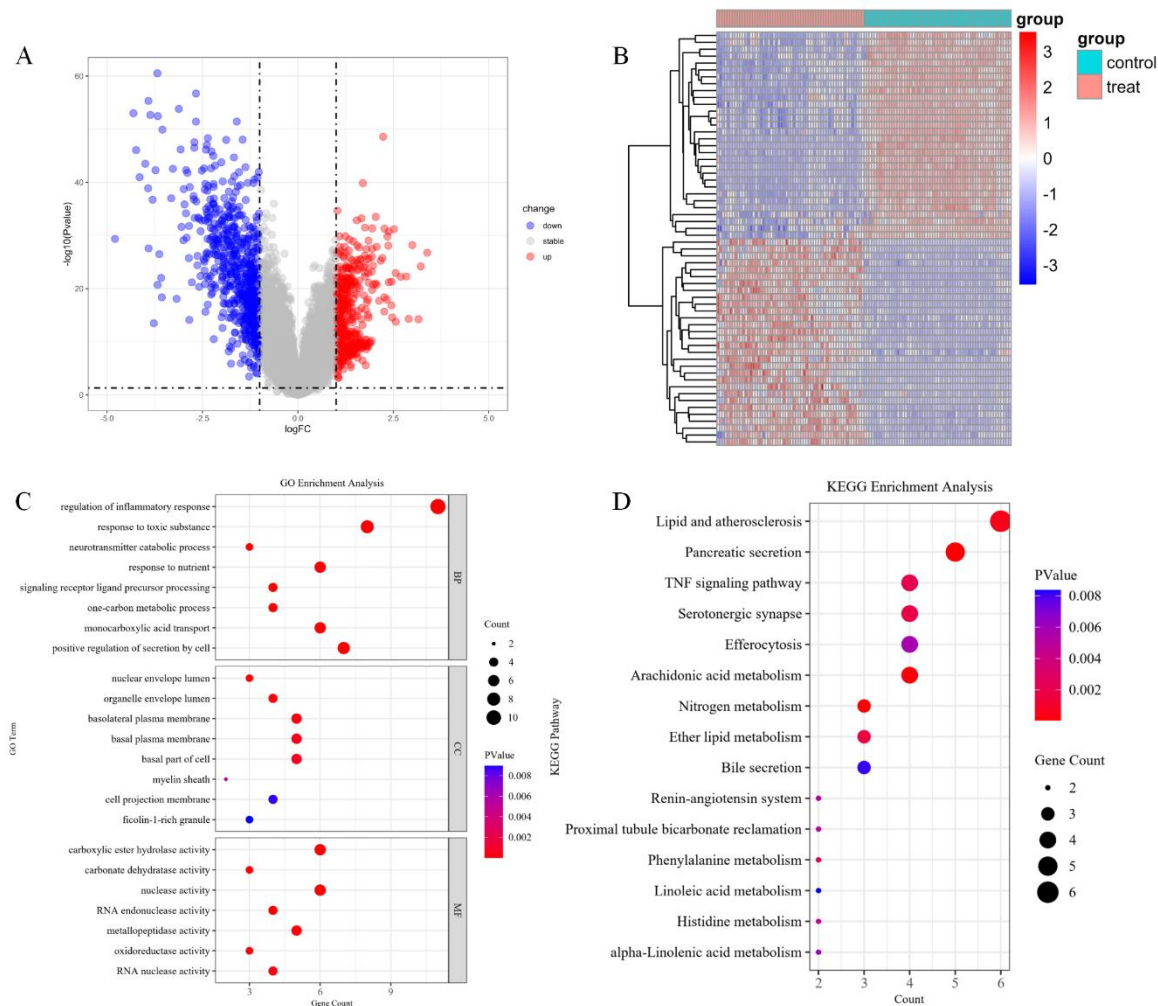 A
60
40
20
0
-log10(Pvalue)
-5.0
-2.5
0.0
2.5
5.0
logFC
change
down
stable
up
B
group
3
2
1
0
-1
-2
-3
group
control
treat
C
GO Enrichment Analysis
GO Term
regulation of inflammatory response
response to toxic substance
neurotransmitter catabolic process
response to nutrient
signaling receptor ligand precursor processing
one-carbon metabolic process
monocarboxylic acid transport
positive regulation of secretion by cell
BP
nuclear envelope lumen
organelle envelope lumen
basolateral plasma membrane
basal plasma membrane
basal part of cell
myelin sheath
cell projection membrane
ficolin-1-rich granule
CC
carboxylic ester hydrolase activity
carbonate dehydratase activity
nuclease activity
RNA endonuclease activity
metallopeptidase activity
oxidoreductase activity
RNA nuclease activity
MF
3
6
9
Gene Count
Count
2
4
6
8
10
PValue
0.008
0.006
0.004
0.002
D
KEGG Enrichment Analysis
KEGG Pathway
Lipid and atherosclerosis
Pancreatic secretion
TNF signaling pathway
Serotonergic synapse
Efferocytosis
Arachidonic acid metabolism
Nitrogen metabolism
Ether lipid metabolism
Bile secretion
Renin-angiotensin system
Proximal tubule bicarbonate reclamation
Phenylalanine metabolism
Linoleic acid metabolism
Histidine metabolism
alpha-Linolenic acid metabolism
2
3
4
5
6
Count
PValue
0.008
0.006
0.004
0.002
Gene Count
2
3
4
5
6